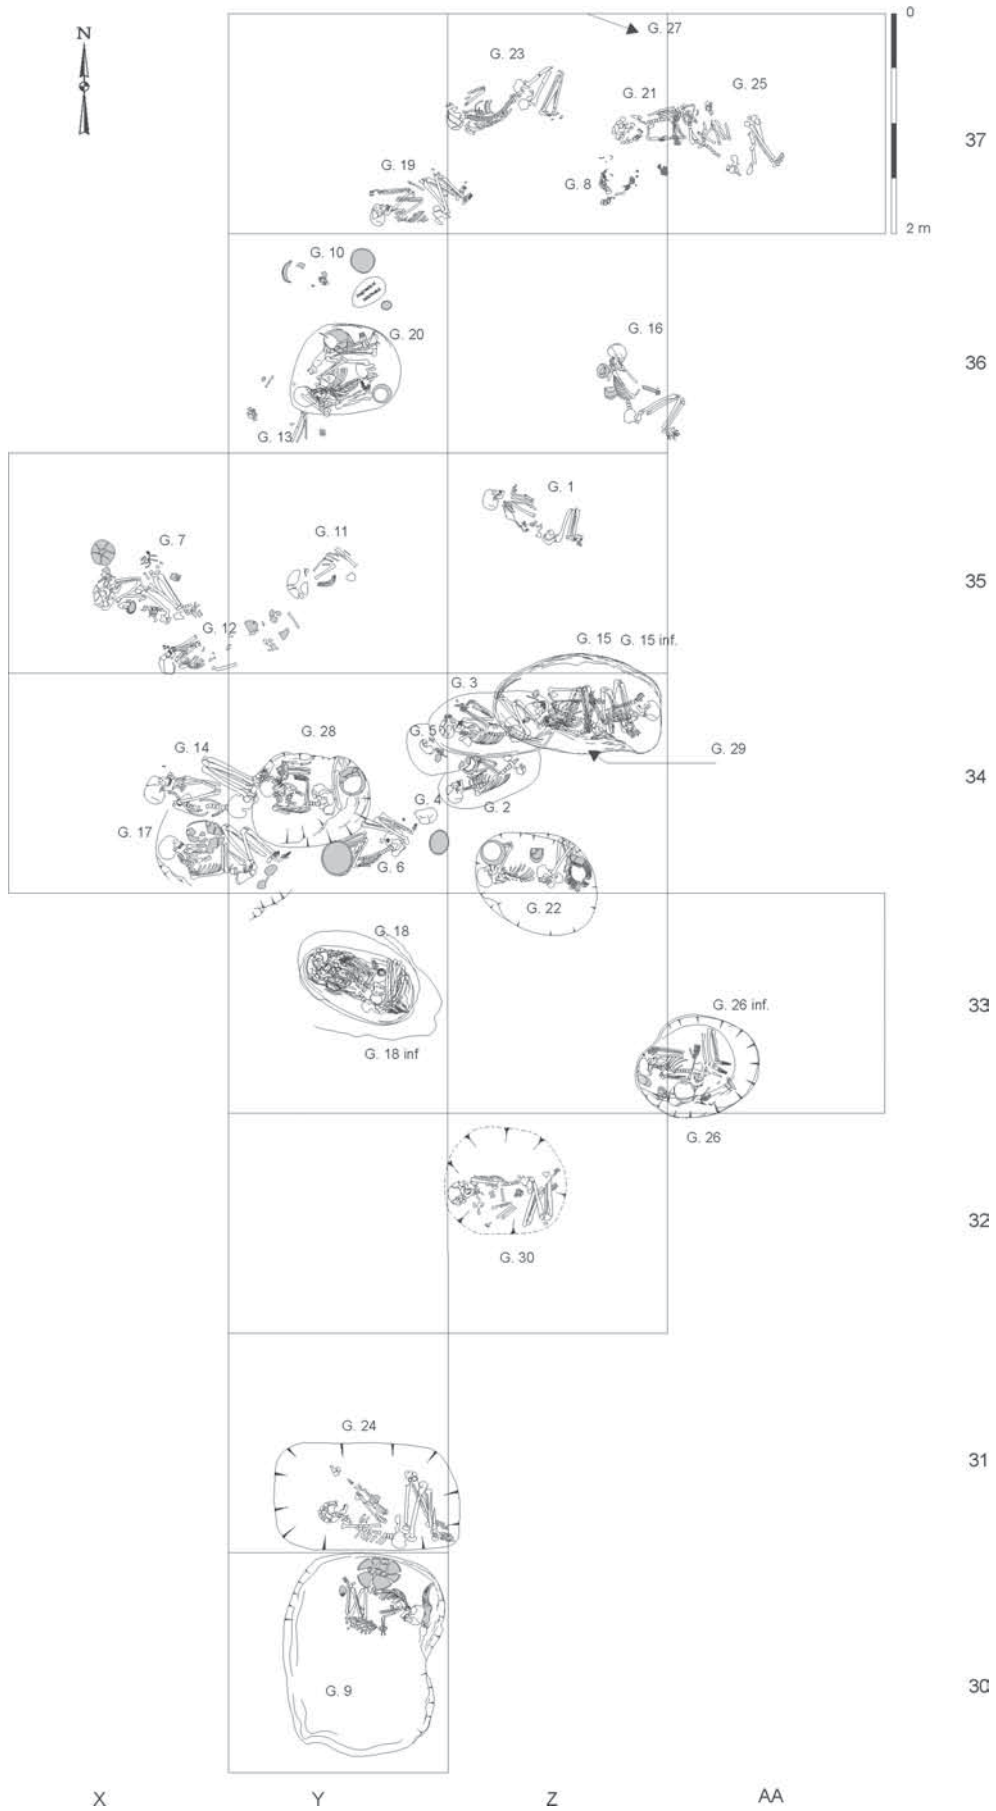 0
N
G. 27
G. 23
G. 21
G. 25
37
G. 19
G. 8
2 m
G. 10
G. 20
G. 16
36
G. 13
G. 1
G. 7
G. 11
35
G. 12
G. 15
G. 15 inf.
G. 3
G. 28
G. 5
G. 29
G. 14
34
G. 4
G. 2
G. 17
G. 6
G. 22
G. 18
G. 26 inf.
33
G. 18 inf
G. 26
32
G. 30
G. 24
31
G. 9
30
X
Y
Z
AA